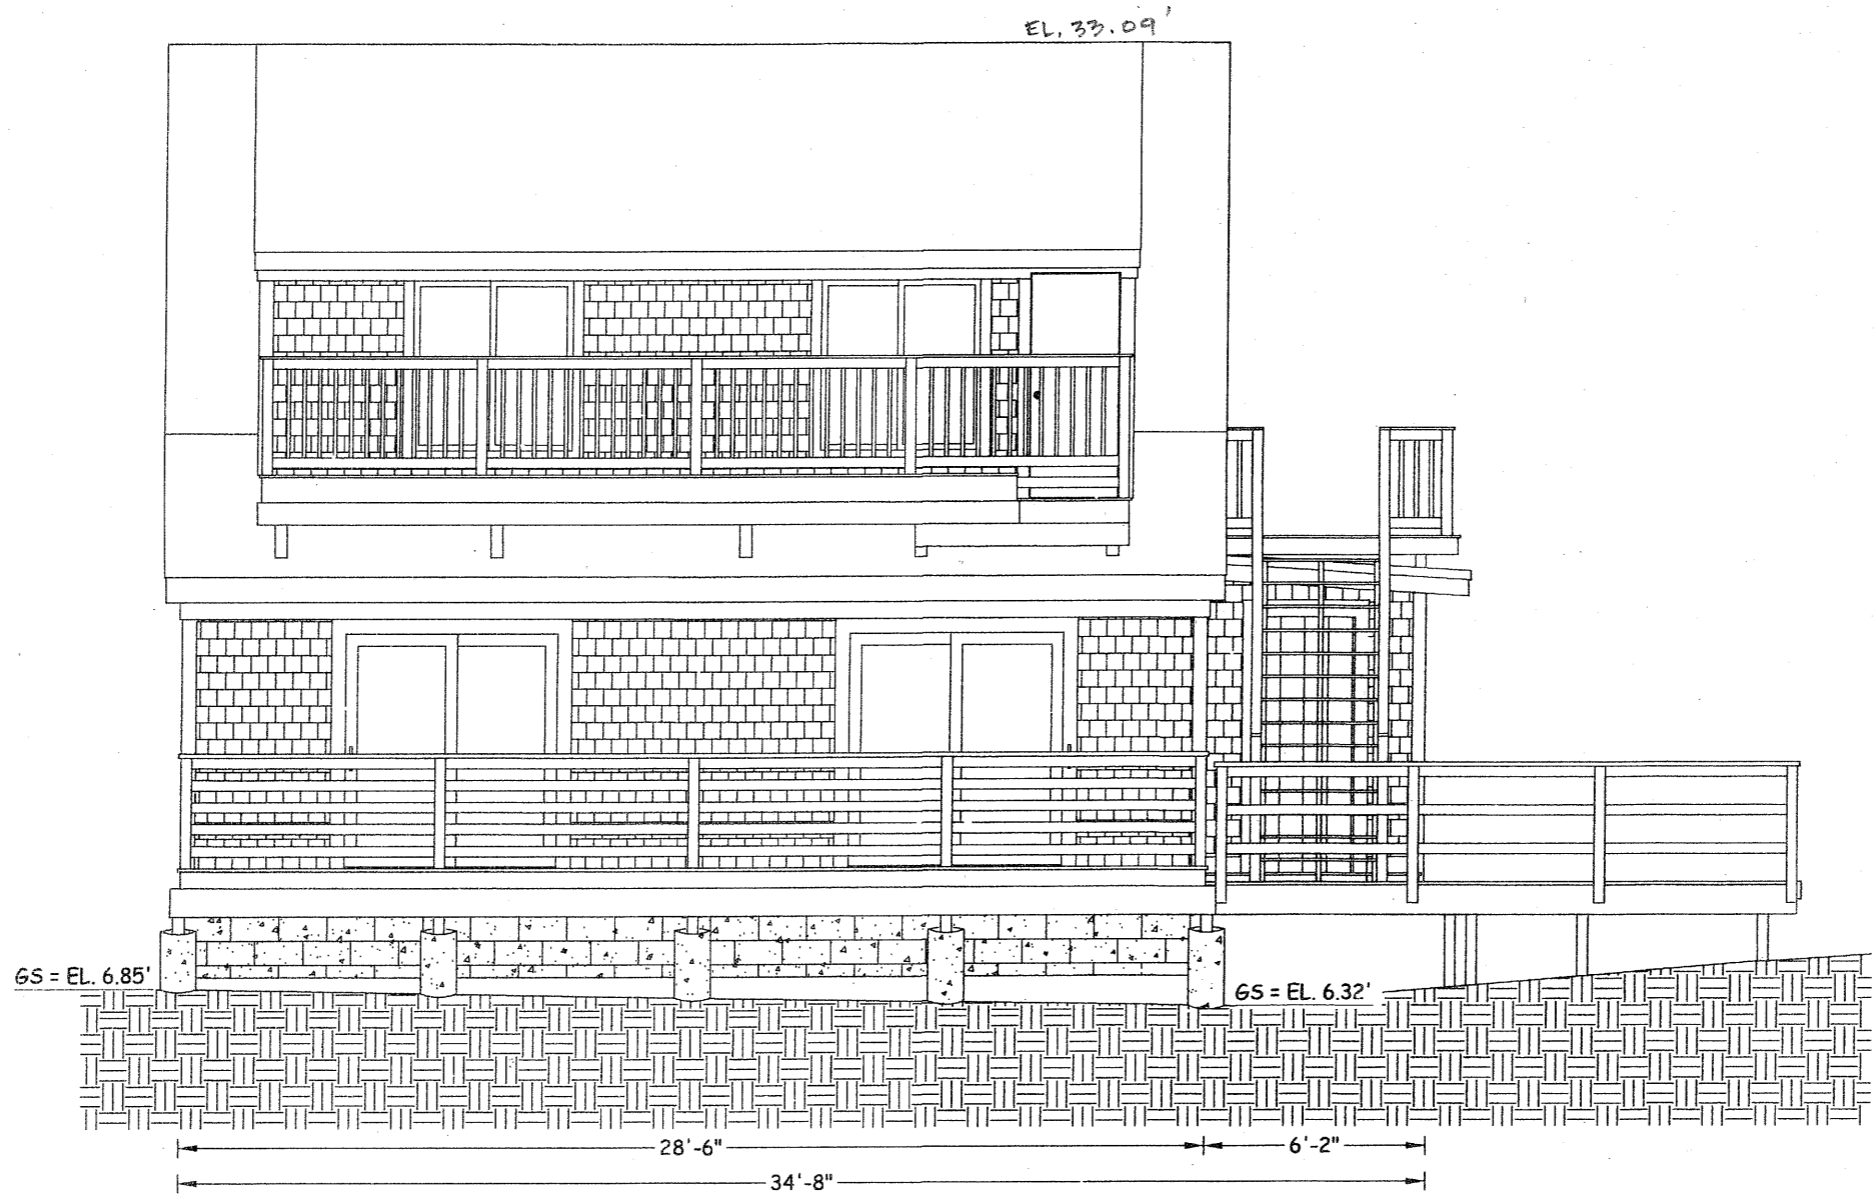 EL. 33.09'
GS = EL. 6.85'
GS = EL. 6.32'
28'-6"
6'-2"
34'-8"